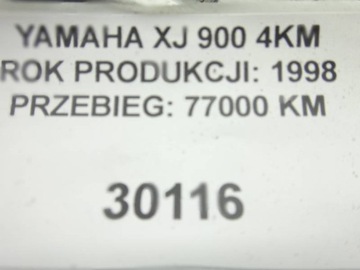 YAMAHA XJ 900 4KM
ROK PRODUKCJI: 1998
PRZEBIEG: 77000 KM
30116